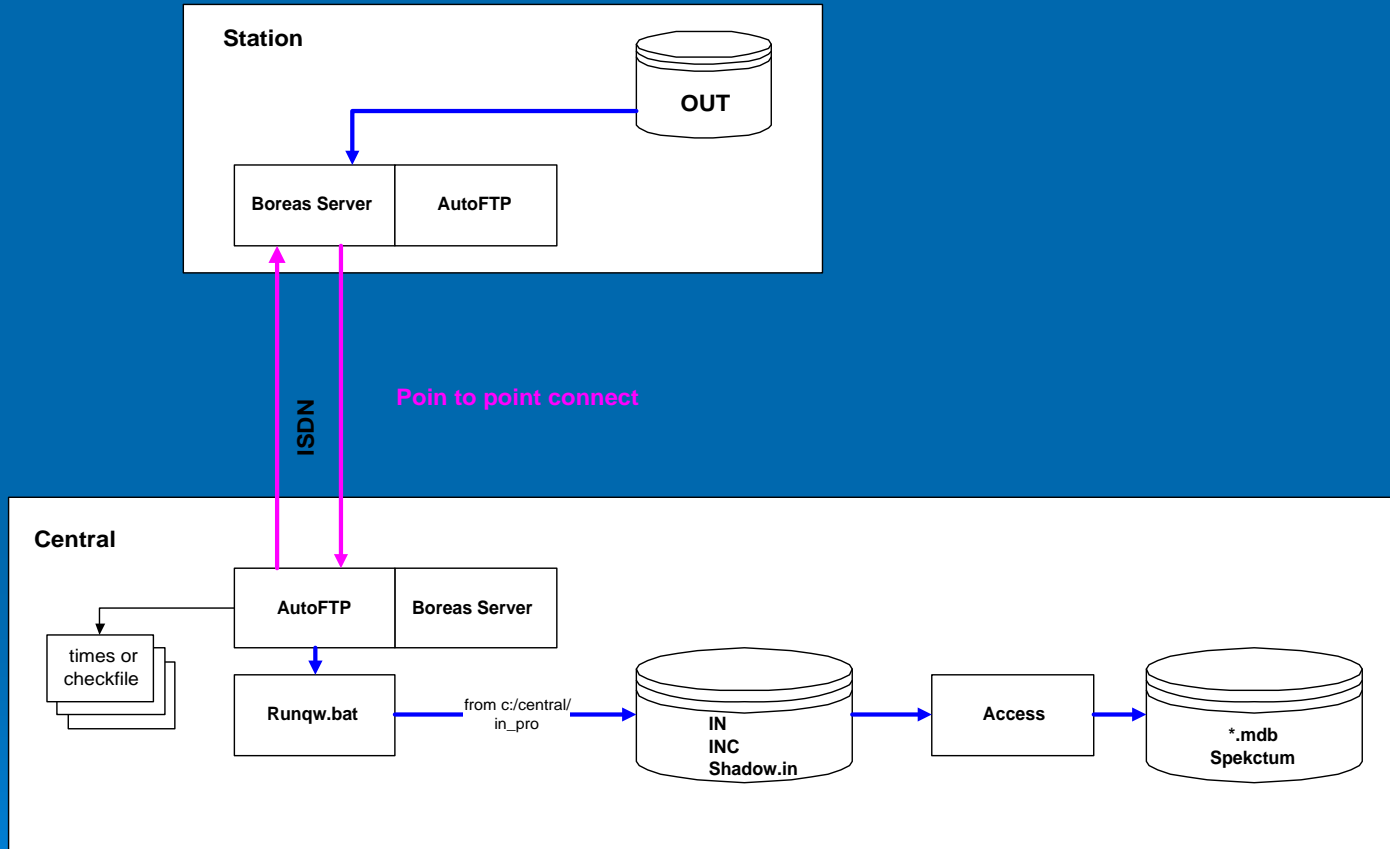 Station
OUT
Boreas Server
AutoFTP
ISDN
Poin to point connect
Central
AutoFTP
Boreas Server
times or
checkfile
Runqw.bat
from c:/central/
in_pro
IN
INC
Shadow.in
Access
*.mdb
Spekctum